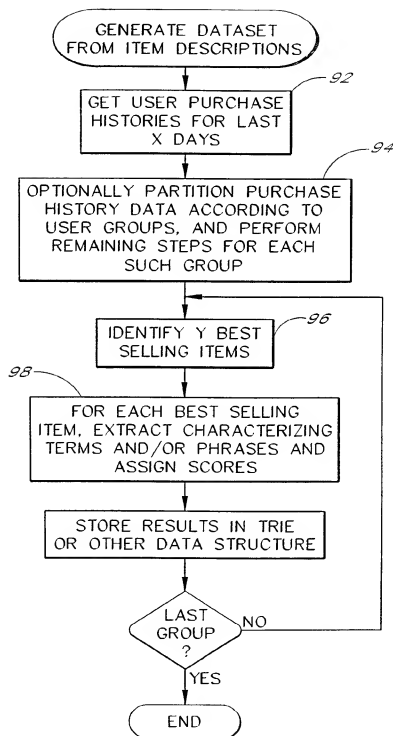 GENERATE DATASET
FROM ITEM DESCRIPTIONS
92
GET USER PURCHASE
HISTORIES FOR LAST
X DAYS
94
OPTIONALLY PARTITION PURCHASE
HISTORY DATA ACCORDING TO
USER GROUPS, AND PERFORM
REMAINING STEPS FOR EACH
SUCH GROUP
96
IDENTIFY Y BEST
SELLING ITEMS
98
FOR EACH BEST SELLING
ITEM, EXTRACT CHARACTERIZING
TERMS AND/OR PHRASES AND
ASSIGN SCORES
STORE RESULTS IN TRIE
OR OTHER DATA STRUCTURE
LAST
GROUP
?
NO
YES
END